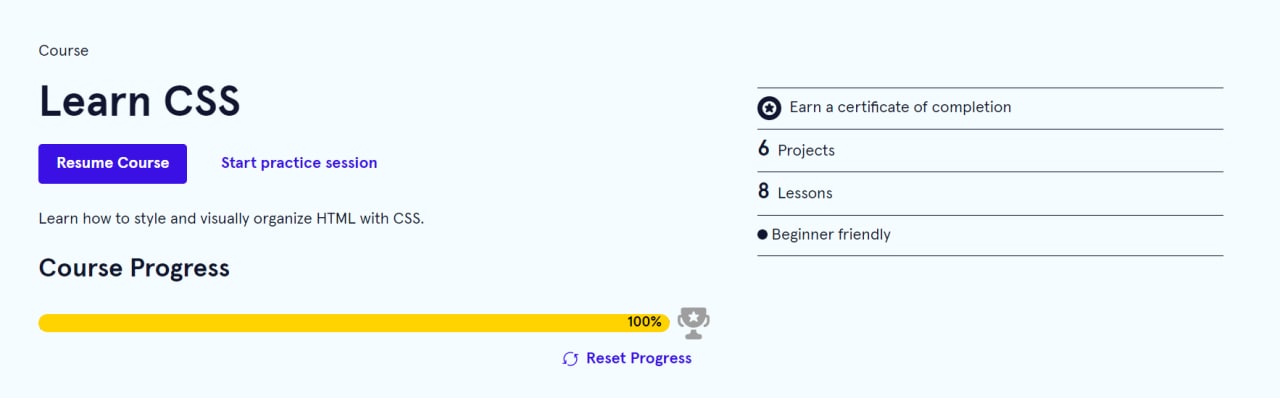 Course
Learn CSS
Resume Course
Start practice session
Learn how to style and visually organize HTML with CSS.
Course Progress
100%
Reset Progress
Earn a certificate of completion
6 Projects
8 Lessons
Beginner friendly